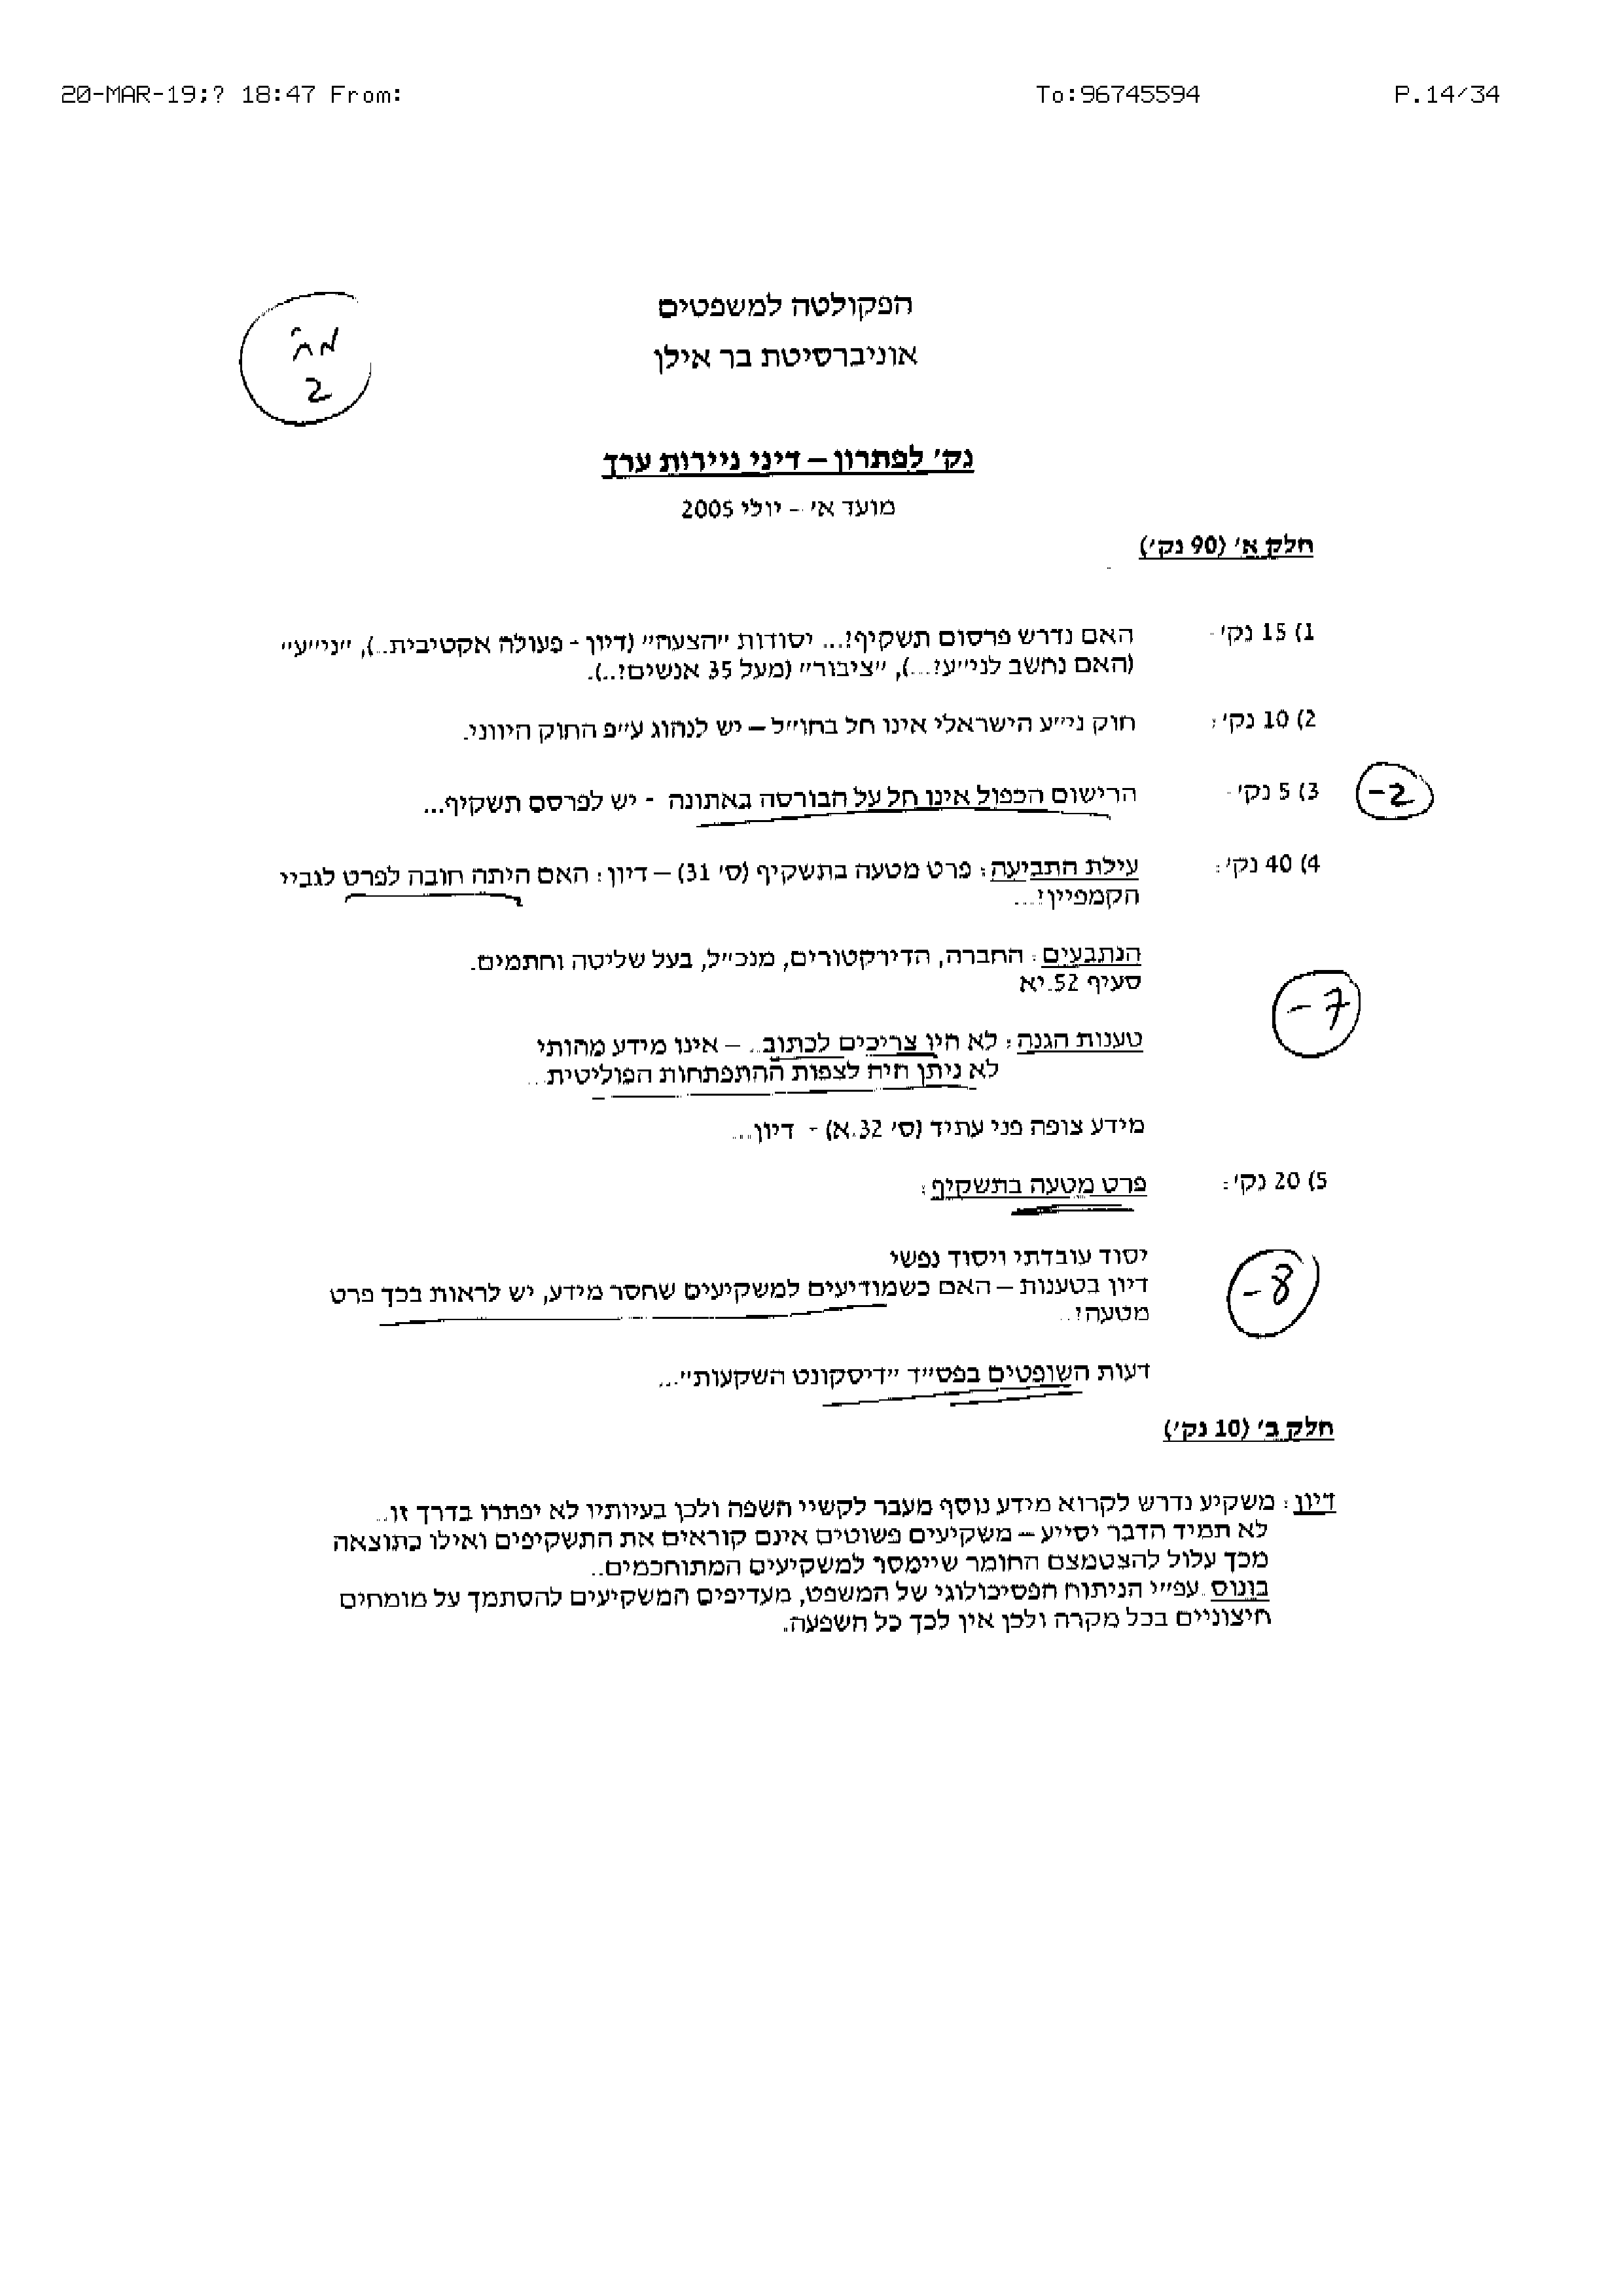 20-MAR-19;? 18:47 From: To:96745594 P.14/34
הפקולטה למשפטים
אוניברסיטת בר אילן
2
נק' לפתרון – דיני ניירות ערך
מועד א' - יולי 2005
חלק א' (90 נק')
1) 15 נק' - האם נדרש פרסום תשקיף?... יסודות "הצעה" (דיון - פעולה אקטיבית..), "ני"ע"
(האם נחשב לני"ע?...), "ציבור" (מעל 35 אנשים?..).
2) 10 נק': חוק ני"ע הישראלי אינו חל בחו"ל – יש לנהוג ע"פ החוק היווני.
3) 5 נק' - הרישום הכפול אינו חל על הבורסה באתונה - יש לפרסם תשקיף...
-2
4) 40 נק': עילת התביעה: פרט מטעה בתשקיף (ס' 31) – דיון: האם היתה חובה לפרט לגביי
הקמפיין?...
הנתבעים: החברה, הדירקטורים, מנכ"ל, בעל שליטה וחתמים.
סעיף 52.יא
-7
טענות הגנה: לא היו צריכים לכתוב.. – אינו מידע מהותי
לא ניתן היה לצפות ההתפתחות הפוליטית...
מידע צופה פני עתיד (ס' 32.א) - דיון...
5) 20 נק': פרט מטעה בתשקיף:
יסוד עובדתי ויסוד נפשי
-8
דיון בטענות – האם כשמודיעים למשקיעים שחסר מידע, יש לראות בכך פרט
מטעה?..
דעות השופטים בפס"ד "דיסקונט השקעות"...
חלק ב' (10 נק')
דיון: משקיע נדרש לקרוא מידע נוסף מעבר לקשיי השפה ולכן בעיותיו לא יפתרו בדרך זו..
לא תמיד הדבר יסייע – משקיעים פשוטים אינם קוראים את התשקיפים ואילו כתוצאה
מכך עלול להצטמצם החומר שיימסר למשקיעים המתוחכמים..
בונוס עפ"י הניתוח הפסיכולוגי של המשפט, מעדיפים המשקיעים להסתמך על מומחים
חיצוניים בכל מקרה ולכן אין לכך כל השפעה.